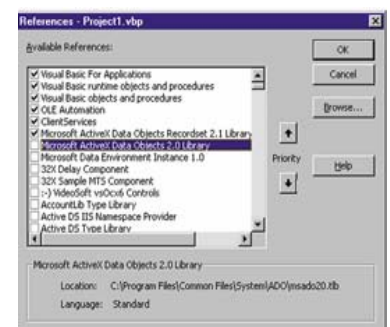 References - Project1.vbp
Available References:
OK
Cancel
Browse...
Help
Priority
Visual Basic For Applications
Visual Basic runtime objects and procedures
Visual Basic objects and procedures
OLE Automation
ClientServices
Microsoft ActiveX Data Objects Recordset 2.1 Library
Microsoft ActiveX Data Objects 2.0 Library
Microsoft Data Environment Instance 1.0
32X Delay Component
32X Sample MTS Component
:-) VideoSoft vsOcx6 Controls
AccountLib Type Library
Active DS IIS Namespace Provider
Active DS Type Library
Microsoft ActiveX Data Objects 2.0 Library
Location: C:\Program Files\Common Files\System\ADO\msado20.tlb
Language: Standard